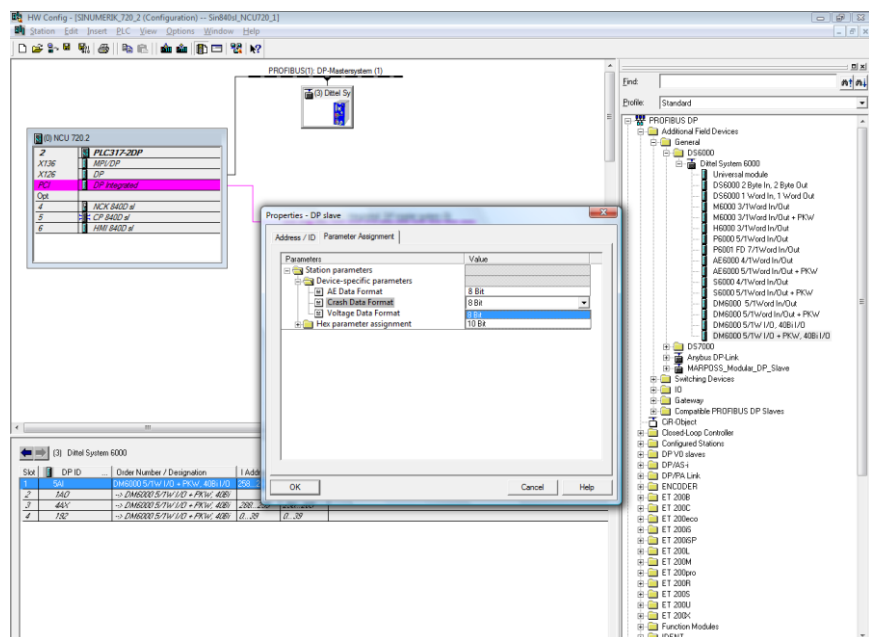 HW Config - [SINUMERIK_720_2 (Configuration) -- Sin840sl_NCU720_1]
Station Edit Insert PLC View Options Window Help
PROFIBUS(1): DP-Mastersystem (1)
(3) Dittel Sy
(0) NCU 720.2
2 PLC317-2DP
X136 MPI/DP
X126 DP
PCI DP Integrated
Opt
4 NCK 840D sl
5 CP 840D sl
6 HMI 840D sl
Properties - DP slave
Address / ID Parameter Assignment
Parameters Value
Station parameters
Device-specific parameters
AE Data Format 8 Bit
Crash Data Format 8 Bit
Voltage Data Format 8 Bit
Hex parameter assignment 10 Bit
OK Cancel Help
(3) Dittel System 6000
Slot DP ID ... Order Number / Designation I Addr
1 5AI DM6000 5/1W I/O + PKW, 40Bi I/O
2 1AO --> DM6000 5/1W I/O + PKW, 40Bi
3 4AX --> DM6000 5/1W I/O + PKW, 40Bi
4 192 --> DM6000 5/1W I/O + PKW, 40Bi 0...39 0...39
Find:
Profile: Standard
PROFIBUS DP
Additional Field Devices
General
DS6000
Dittel System 6000
Universal module
DS6000 2 Byte In, 2 Byte Out
DS6000 1 Word In, 1 Word Out
M6000 3/1Word In/Out
M6000 3/1Word In/Out + PKW
H6000 3/1Word In/Out
P6000 5/1Word In/Out
P6001 FD 7/1Word In/Out
AE6000 4/1Word In/Out
AE6000 5/1Word In/Out + PKW
S6000 4/1Word In/Out
S6000 5/1Word In/Out + PKW
DM6000 5/1Word In/Out
DM6000 5/1Word In/Out + PKW
DM6000 5/1W I/O, 40Bi I/O
DM6000 5/1W I/O + PKW, 40Bi I/O
DS7000
Anybus DP-Link
MARPOSS_Modular_DP_Slave
Switching Devices
IO
Gateway
Compatible PROFIBUS DP Slaves
CiR-Object
Closed-Loop Controller
Configured Stations
DP V0 slaves
DP/AS-i
DP/PA Link
ENCODER
ET 200B
ET 200C
ET 200eco
ET 200iS
ET 200iSP
ET 200L
ET 200M
ET 200pro
ET 200R
ET 200S
ET 200U
ET 200X
Function Modules
IDENT